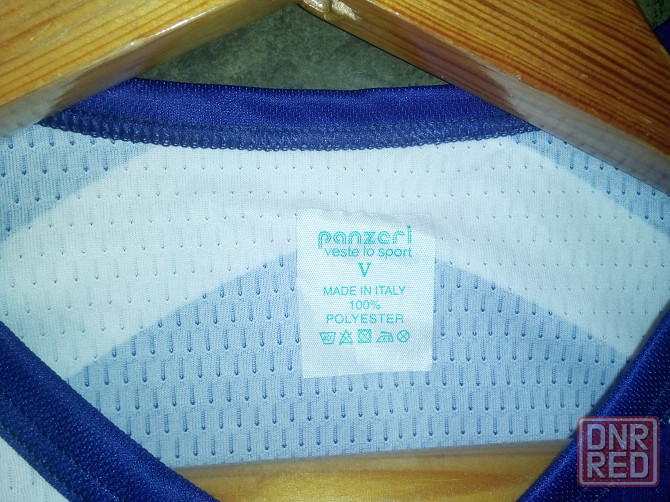 panzeri
veste lo sport
V
MADE IN ITALY
100%
POLYESTER
DNR
RED